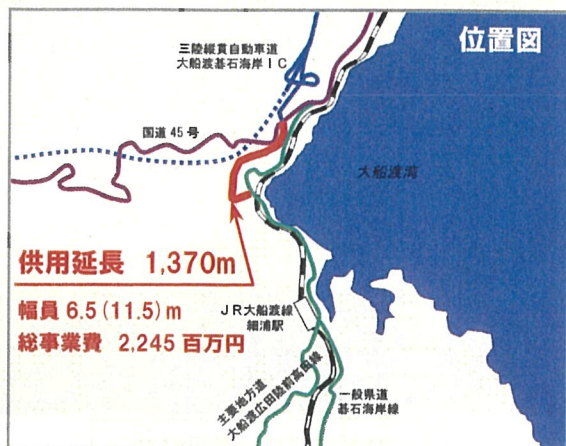 位置図
三陸縦貫自動車道
大船渡碁石海岸IC
国道45号
大船渡湾
供用延長 1,370m
幅員 6.5(11.5)m
総事業費 2,245百万円
JR大船渡線
細浦駅
主要地方道
大船渡広田陸前高田線
一般県道
碁石海岸線